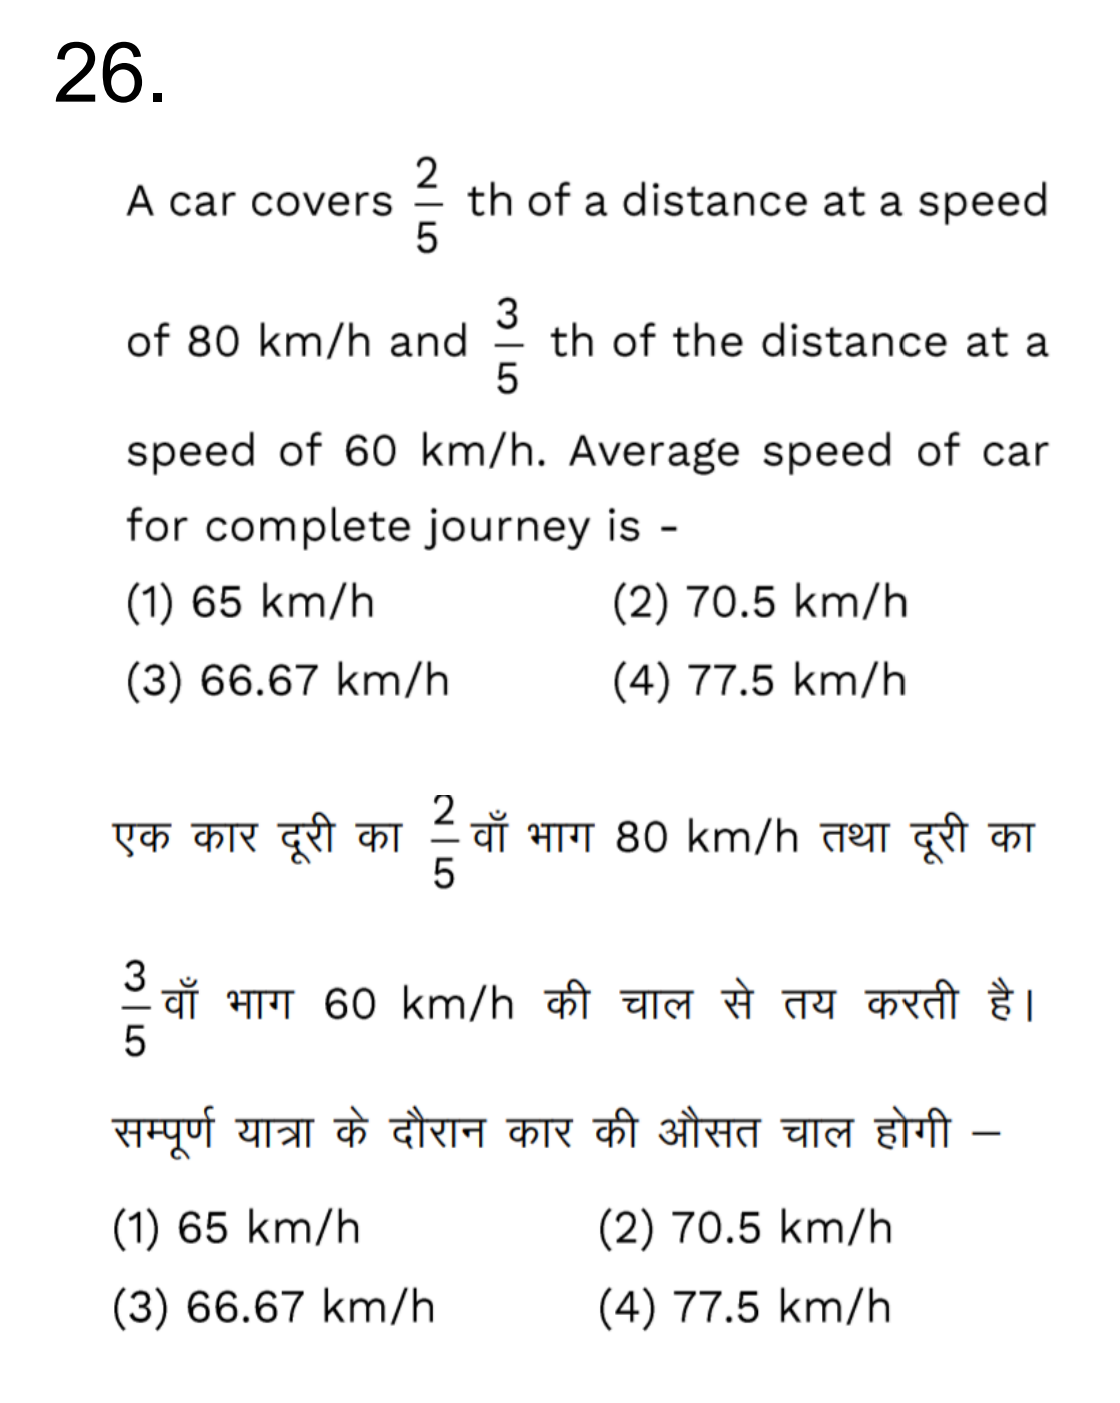 26.
A car covers 2/5 th of a distance at a speed
of 80 km/h and 3/5 th of the distance at a
speed of 60 km/h. Average speed of car
for complete journey is -
(1) 65 km/h (2) 70.5 km/h
(3) 66.67 km/h (4) 77.5 km/h
एक कार दूरी का 2/5 वाँ भाग 80 km/h तथा दूरी का
3/5 वाँ भाग 60 km/h की चाल से तय करती है।
सम्पूर्ण यात्रा के दौरान कार की औसत चाल होगी –
(1) 65 km/h (2) 70.5 km/h
(3) 66.67 km/h (4) 77.5 km/h